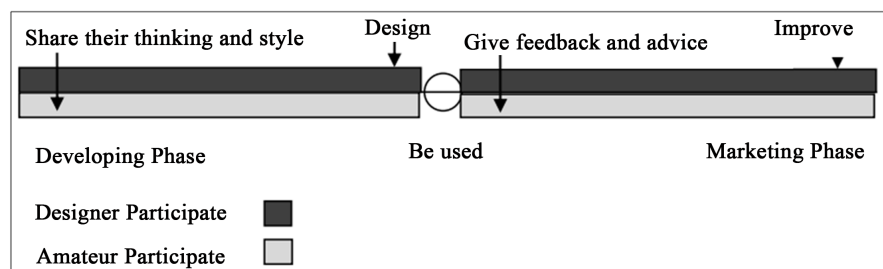 Share their thinking and style
Design
Give feedback and advice
Improve
Developing Phase
Be used
Marketing Phase
Designer Participate
Amateur Participate